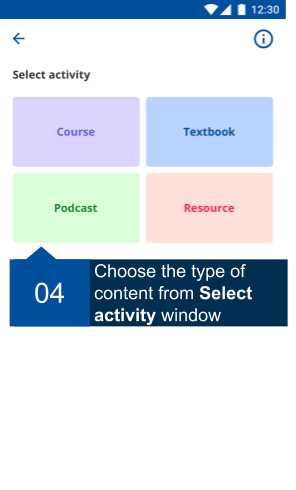 12:30
Select activity
Course Textbook
Podcast Resource
04
Choose the type of
content from Select
activity window